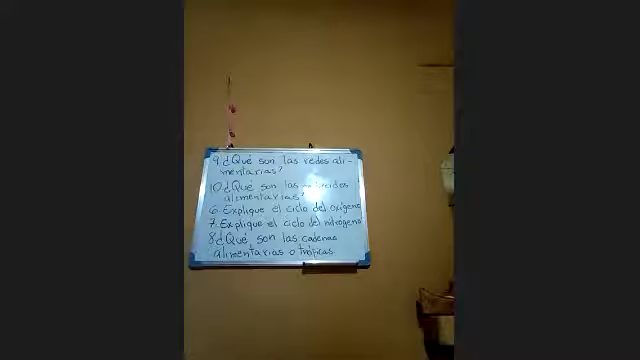 9.¿Qué son las redes ali-
mentarias?
10.¿Qué son las
alimentarias?
6. Explique el ciclo del oxígeno
7. Explique el ciclo del nitrógeno
8.¿Qué son las cadenas
alimentarias o tróficas